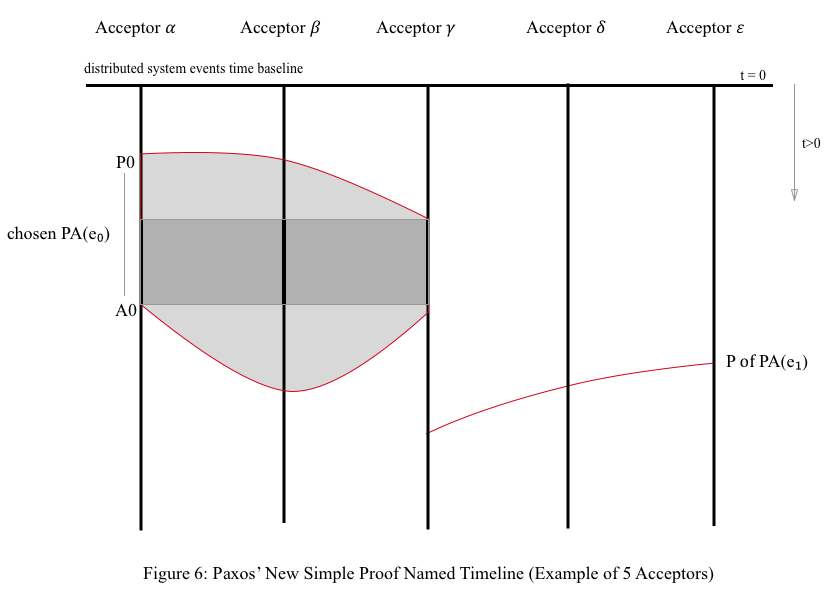 Acceptor α Acceptor β Acceptor γ Acceptor δ Acceptor ε
distributed system events time baseline
t = 0
t>0
P0
chosen PA(e₀)
A0
P of PA(e₁)
Figure 6: Paxos’ New Simple Proof Named Timeline (Example of 5 Acceptors)